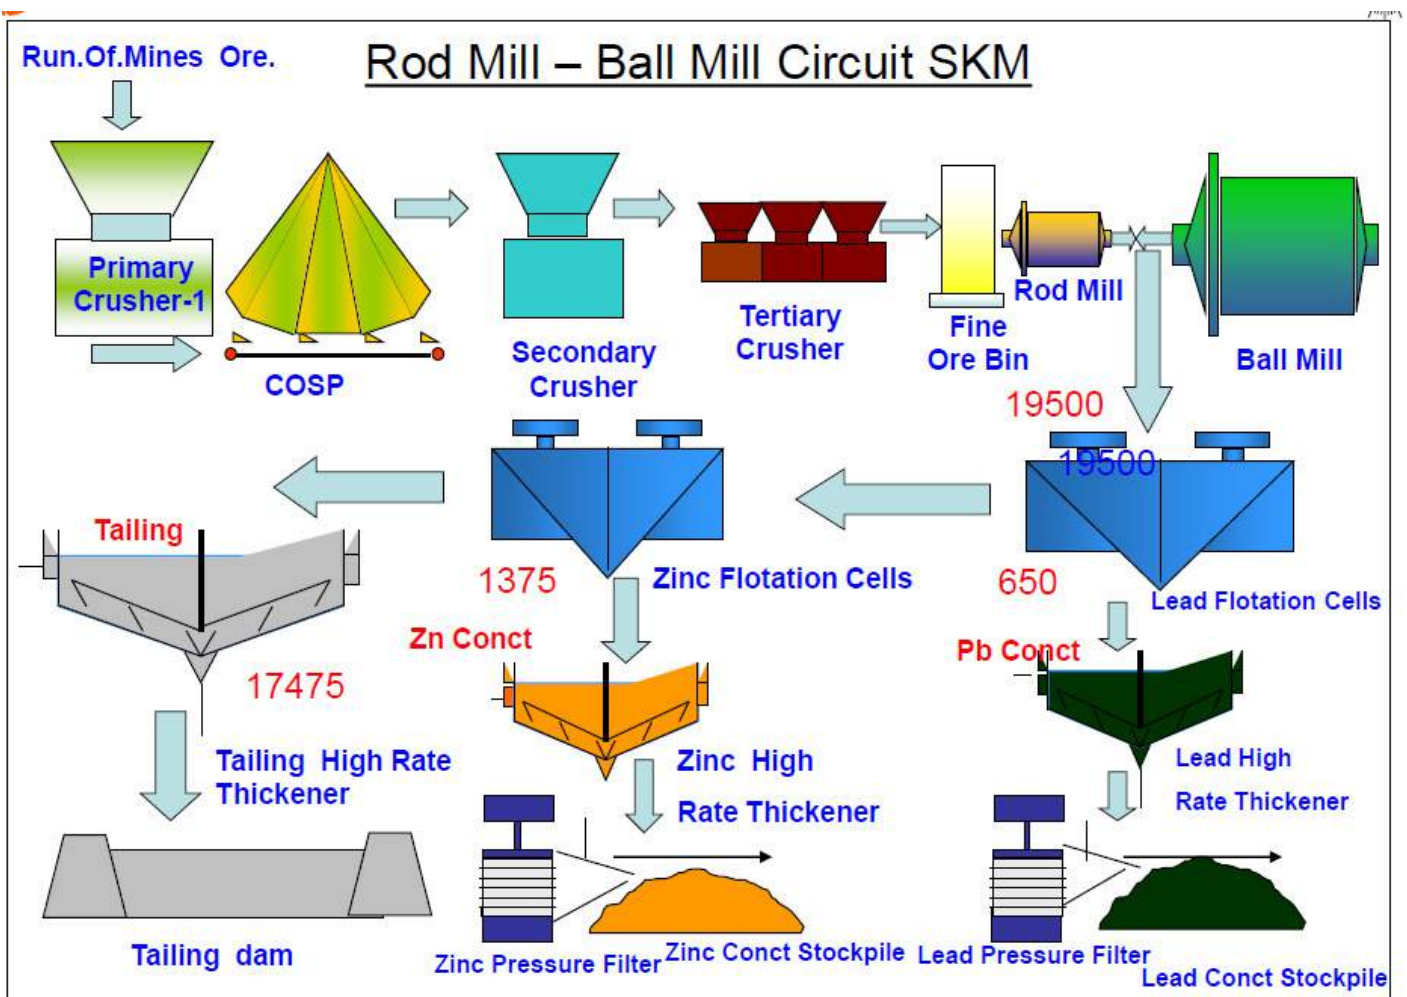 Run.Of.Mines Ore.
Rod Mill – Ball Mill Circuit SKM
Primary
Crusher-1
COSP
Secondary
Crusher
Tertiary
Crusher
Fine
Ore Bin
Rod Mill
Ball Mill
19500
19500
Tailing
1375
Zinc Flotation Cells
650
Lead Flotation Cells
Zn Conct
Pb Conct
17475
Tailing High Rate
Thickener
Zinc High
Rate Thickener
Lead High
Rate Thickener
Tailing dam
Zinc Pressure Filter
Zinc Conct Stockpile
Lead Pressure Filter
Lead Conct Stockpile